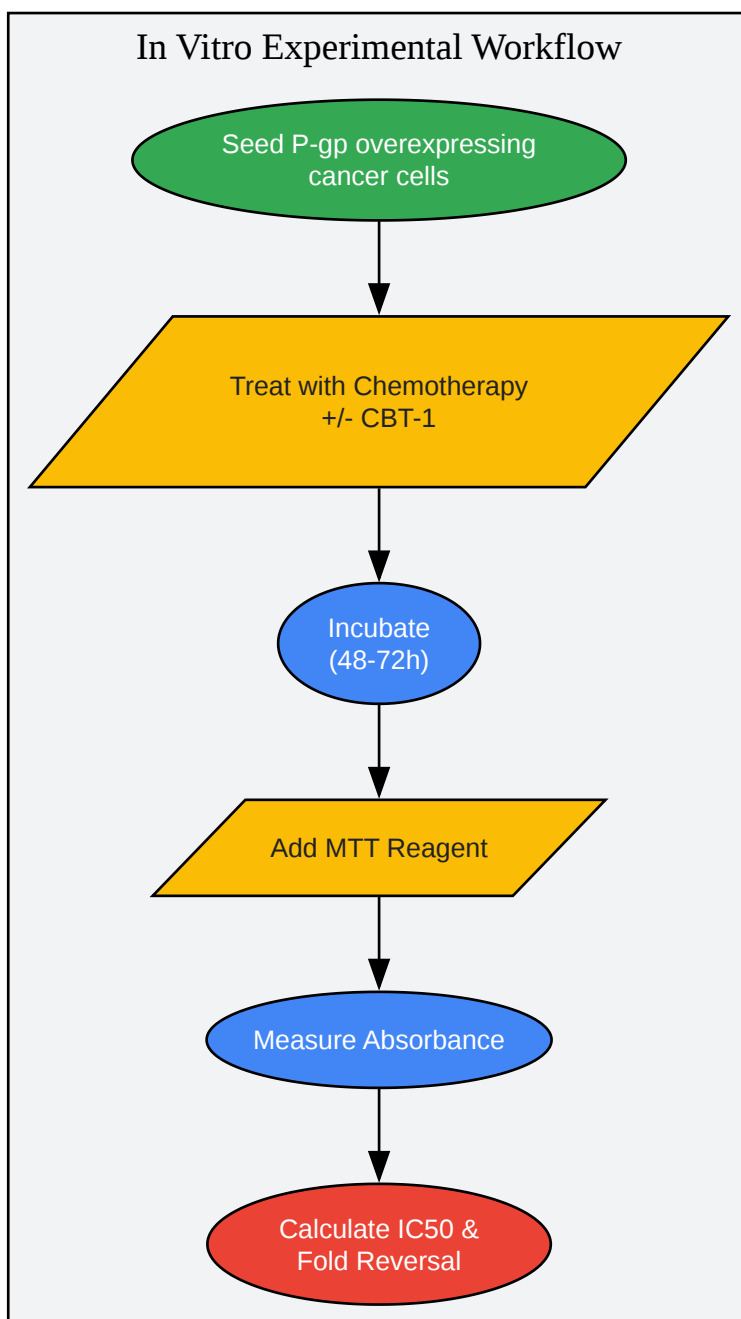 In Vitro Experimental Workflow
Seed P-gp overexpressing
cancer cells
Treat with Chemotherapy
+/- CBT-1
Incubate
(48-72h)
Add MTT Reagent
Measure Absorbance
Calculate IC50 &
Fold Reversal